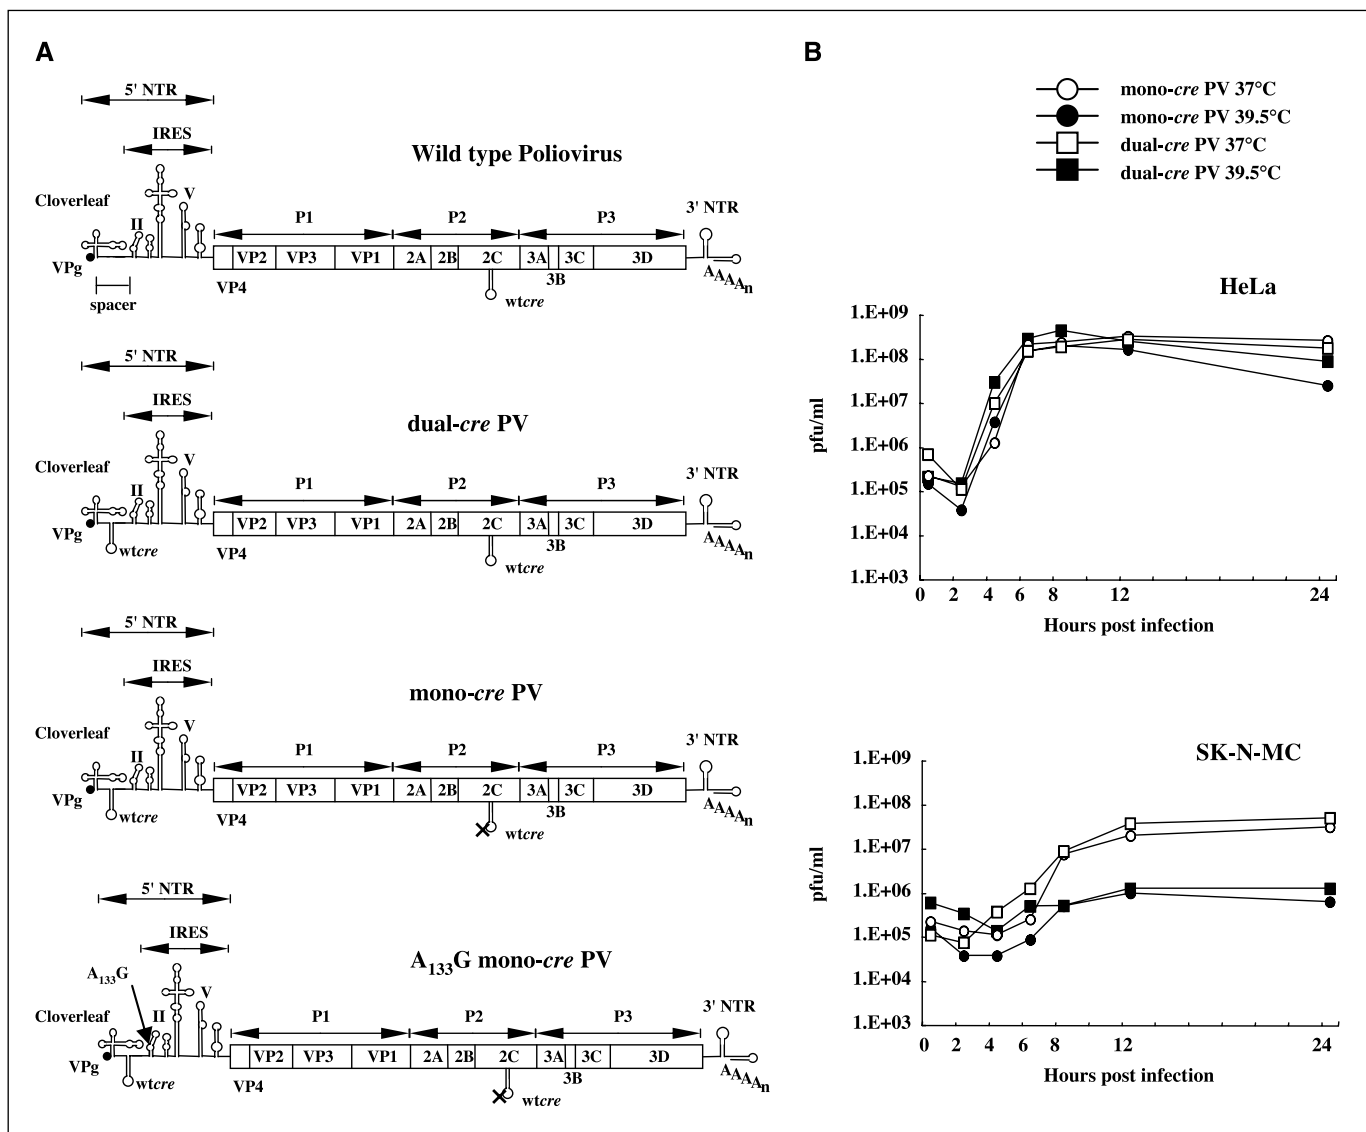 A
5' NTR
IRES
Wild type Poliovirus
Cloverleaf
II
V
P1
P2
P3
3' NTR
VPg
VP2
VP3
VP1
2A
2B
2C
3A
3C
3D
3B
AAAAn
VP4
wtcre
spacer
5' NTR
IRES
dual-cre PV
Cloverleaf
II
V
P1
P2
P3
3' NTR
VPg
VP2
VP3
VP1
2A
2B
2C
3A
3C
3D
3B
AAAAn
wtcre
VP4
wtcre
5' NTR
IRES
mono-cre PV
Cloverleaf
II
V
P1
P2
P3
3' NTR
VPg
VP2
VP3
VP1
2A
2B
2C
3A
3C
3D
3B
AAAAn
wtcre
VP4
wtcre
5' NTR
IRES
A133G mono-cre PV
A133G
Cloverleaf
II
V
P1
P2
P3
3' NTR
VPg
VP2
VP3
VP1
2A
2B
2C
3A
3C
3D
3B
AAAAn
wtcre
VP4
wtcre
B
mono-cre PV 37°C
mono-cre PV 39.5°C
dual-cre PV 37°C
dual-cre PV 39.5°C
HeLa
pfu/ml
1.E+09
1.E+08
1.E+07
1.E+06
1.E+05
1.E+04
1.E+03
0 2 4 6 8 12 24
Hours post infection
SK-N-MC
pfu/ml
1.E+09
1.E+08
1.E+07
1.E+06
1.E+05
1.E+04
1.E+03
0 2 4 6 8 12 24
Hours post infection